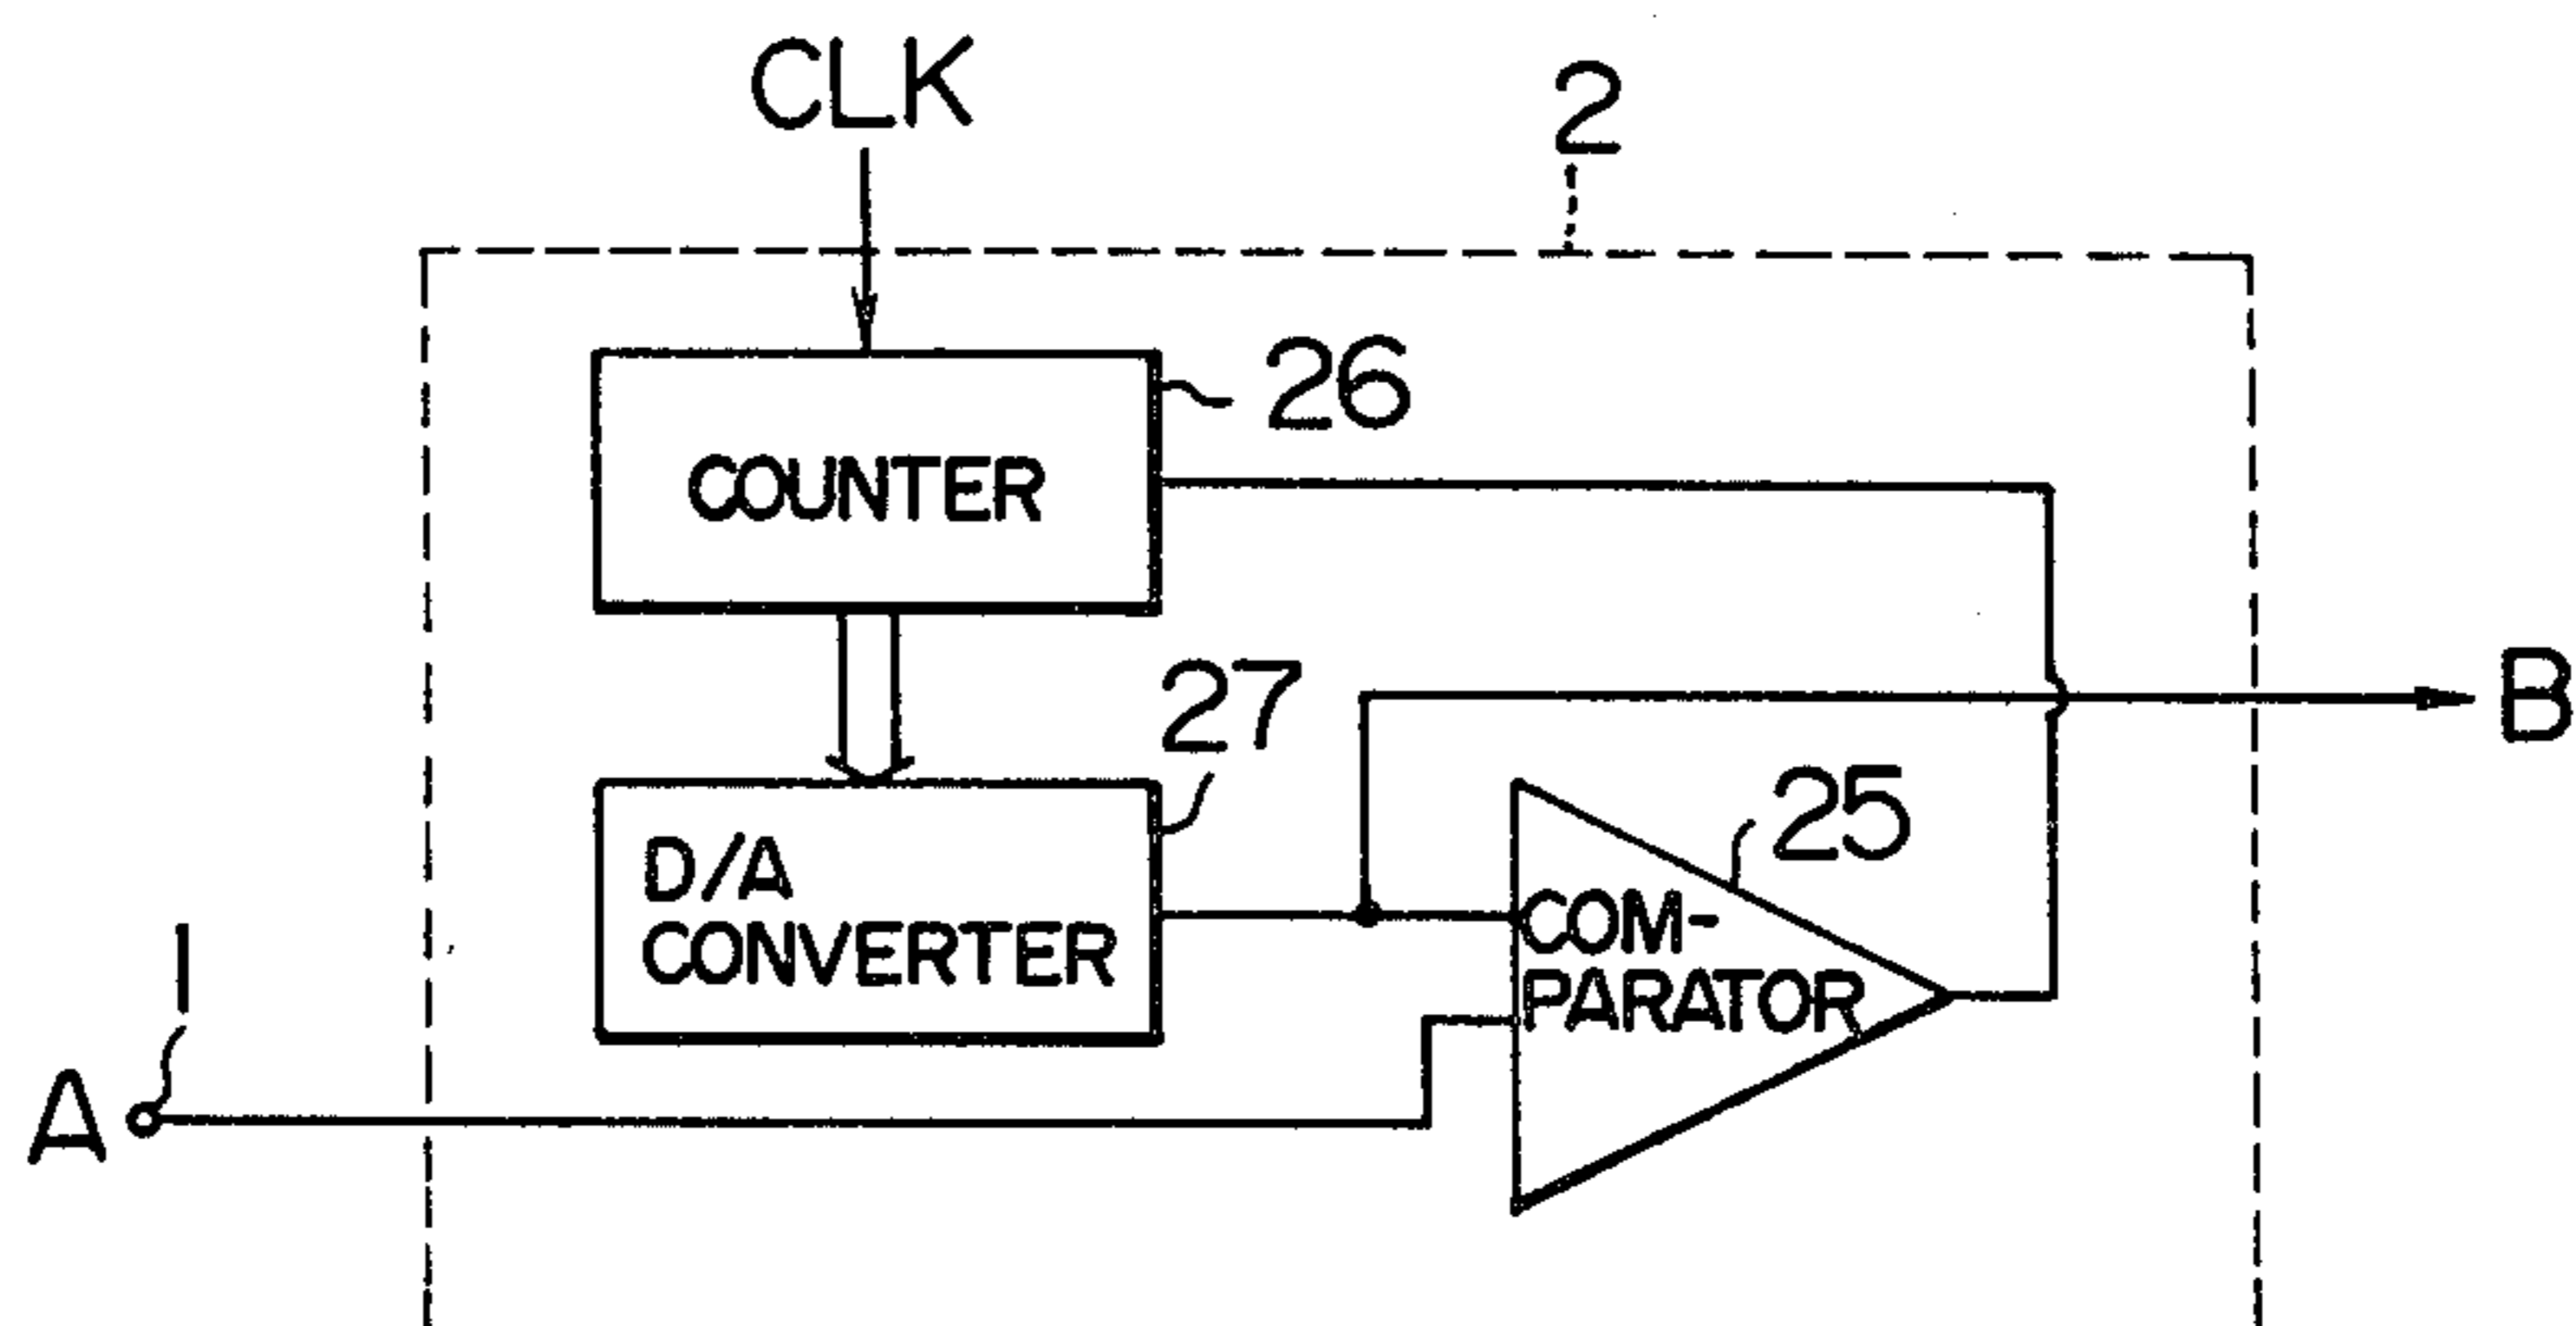 CLK
2
26
COUNTER
27
B
25
D/A
CONVERTER
COM-
PARATOR
1
A